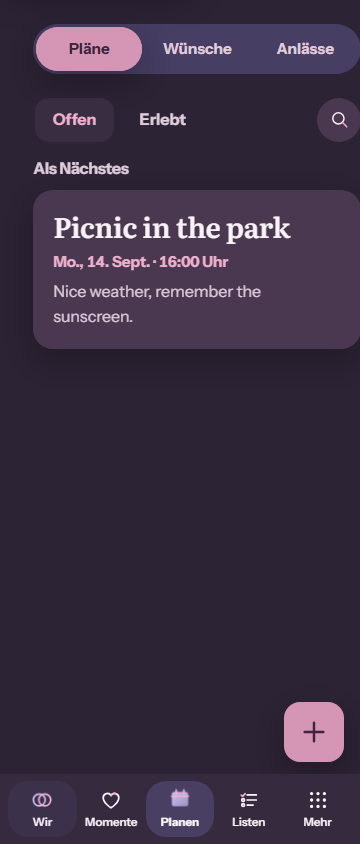 Pläne Wünsche Anlässe
Offen Erlebt
Als Nächstes
Picnic in the park
Mo., 14. Sept. · 16:00 Uhr
Nice weather, remember the
sunscreen.
Wir Momente Planen Listen Mehr